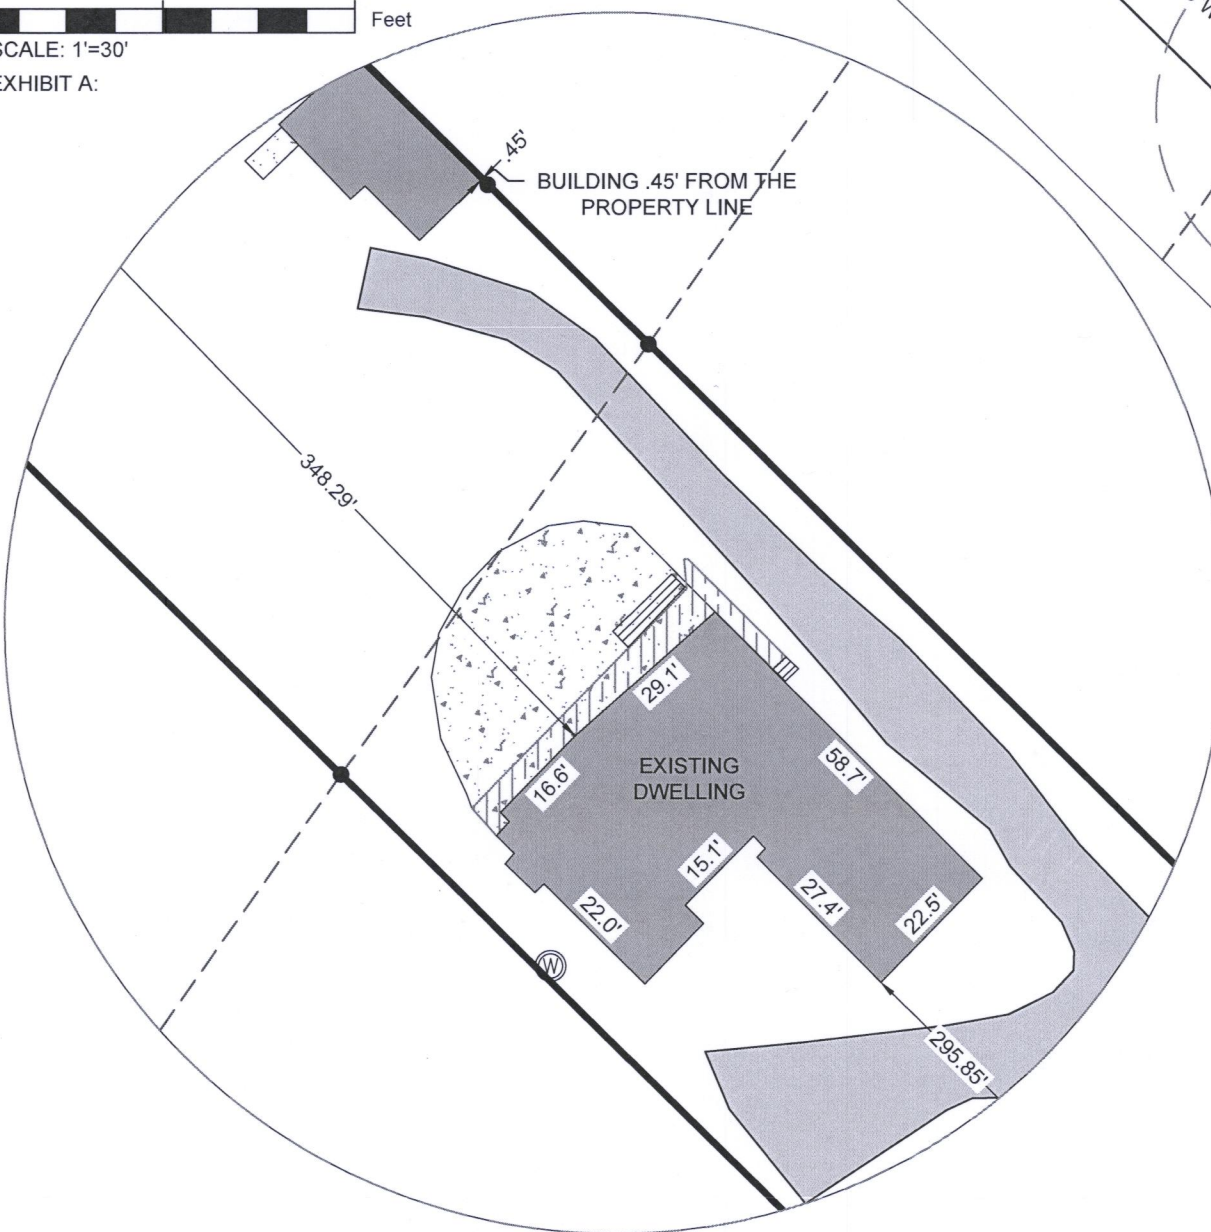 Feet
SCALE: 1'=30'
EXHIBIT A:
.45'
BUILDING .45' FROM THE
PROPERTY LINE
348.29'
29.1'
EXISTING
DWELLING
58.7'
16.6'
15.1'
27.4'
22.0'
22.5'
W
295.85'
W